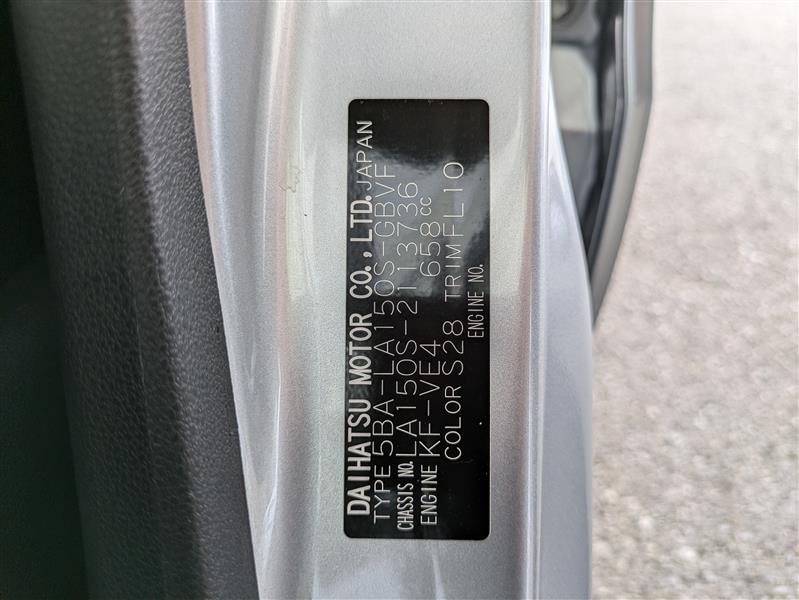 DAIHATSU MOTOR CO., LTD. JAPAN
TYPE 5BA-LA150S-GBVF
CHASSIS NO. LA150S-2113736
ENGINE KF-VE4 658cc
COLOR S28 TRIM FL10
ENGINE NO.